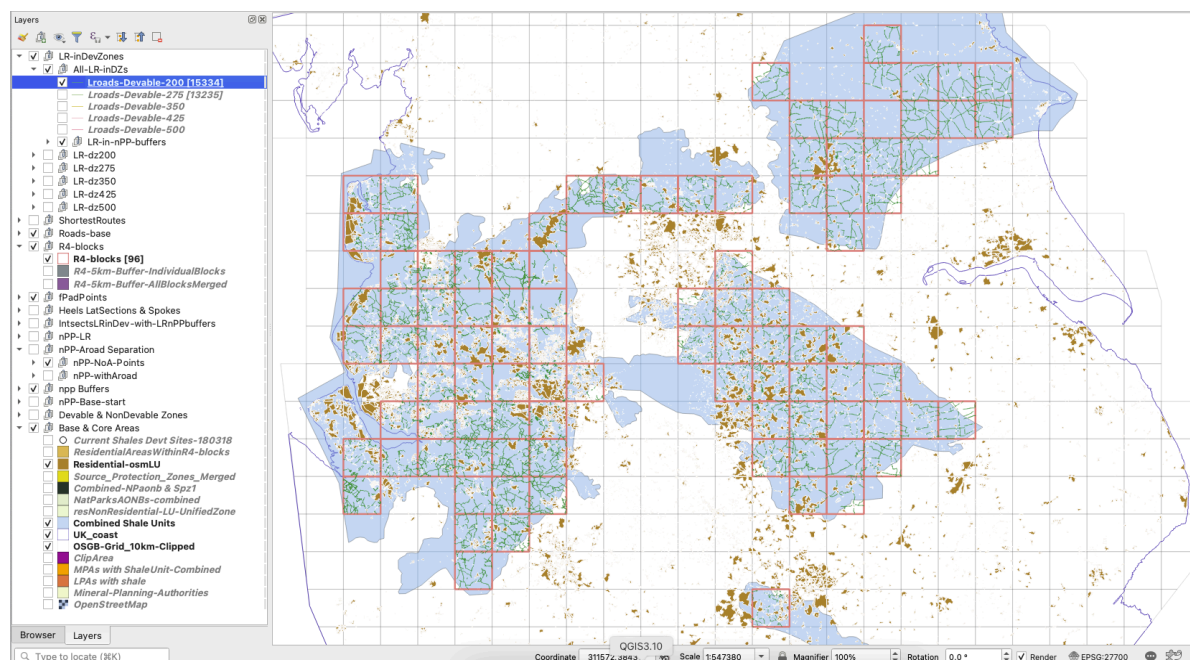 Layers
LR-inDevZones
All-LR-inDZs
Lroads-Devable-200 [15334]
Lroads-Devable-275 [13235]
Lroads-Devable-350
Lroads-Devable-425
Lroads-Devable-500
LR-in-nPP-buffers
LR-dz200
LR-dz275
LR-dz350
LR-dz425
LR-dz500
ShortestRoutes
Roads-base
R4-blocks
R4-blocks [96]
R4-5km-Buffer-IndividualBlocks
R4-5km-Buffer-AllBlocksMerged
fPadPoints
Heels LatSections & Spokes
IntsectsLRinDev-with-LRnPPbuffers
nPP-LR
nPP-Aroad Separation
nPP-NoA-Points
nPP-withAroad
npp Buffers
nPP-Base-start
Devable & NonDevable Zones
Base & Core Areas
Current Shales Devt Sites-180318
ResidentialAreasWithinR4-blocks
Residential-osmLU
Source_Protection_Zones_Merged
Combined-NPaonb & Spz1
NatParksAONBs-combined
resNonResidential-LU-UnifiedZone
Combined Shale Units
UK_coast
OSGB-Grid_10km-Clipped
ClipArea
MPAs with ShaleUnit-Combined
LPAs with shale
Mineral-Planning-Authorities
OpenStreetMap
Browser Layers
QGIS3.10
Type to locate (⌘K) Coordinate 311572,3843 Scale 1:547380 Magnifier 100% Rotation 0.0 ° Render EPSG:27700